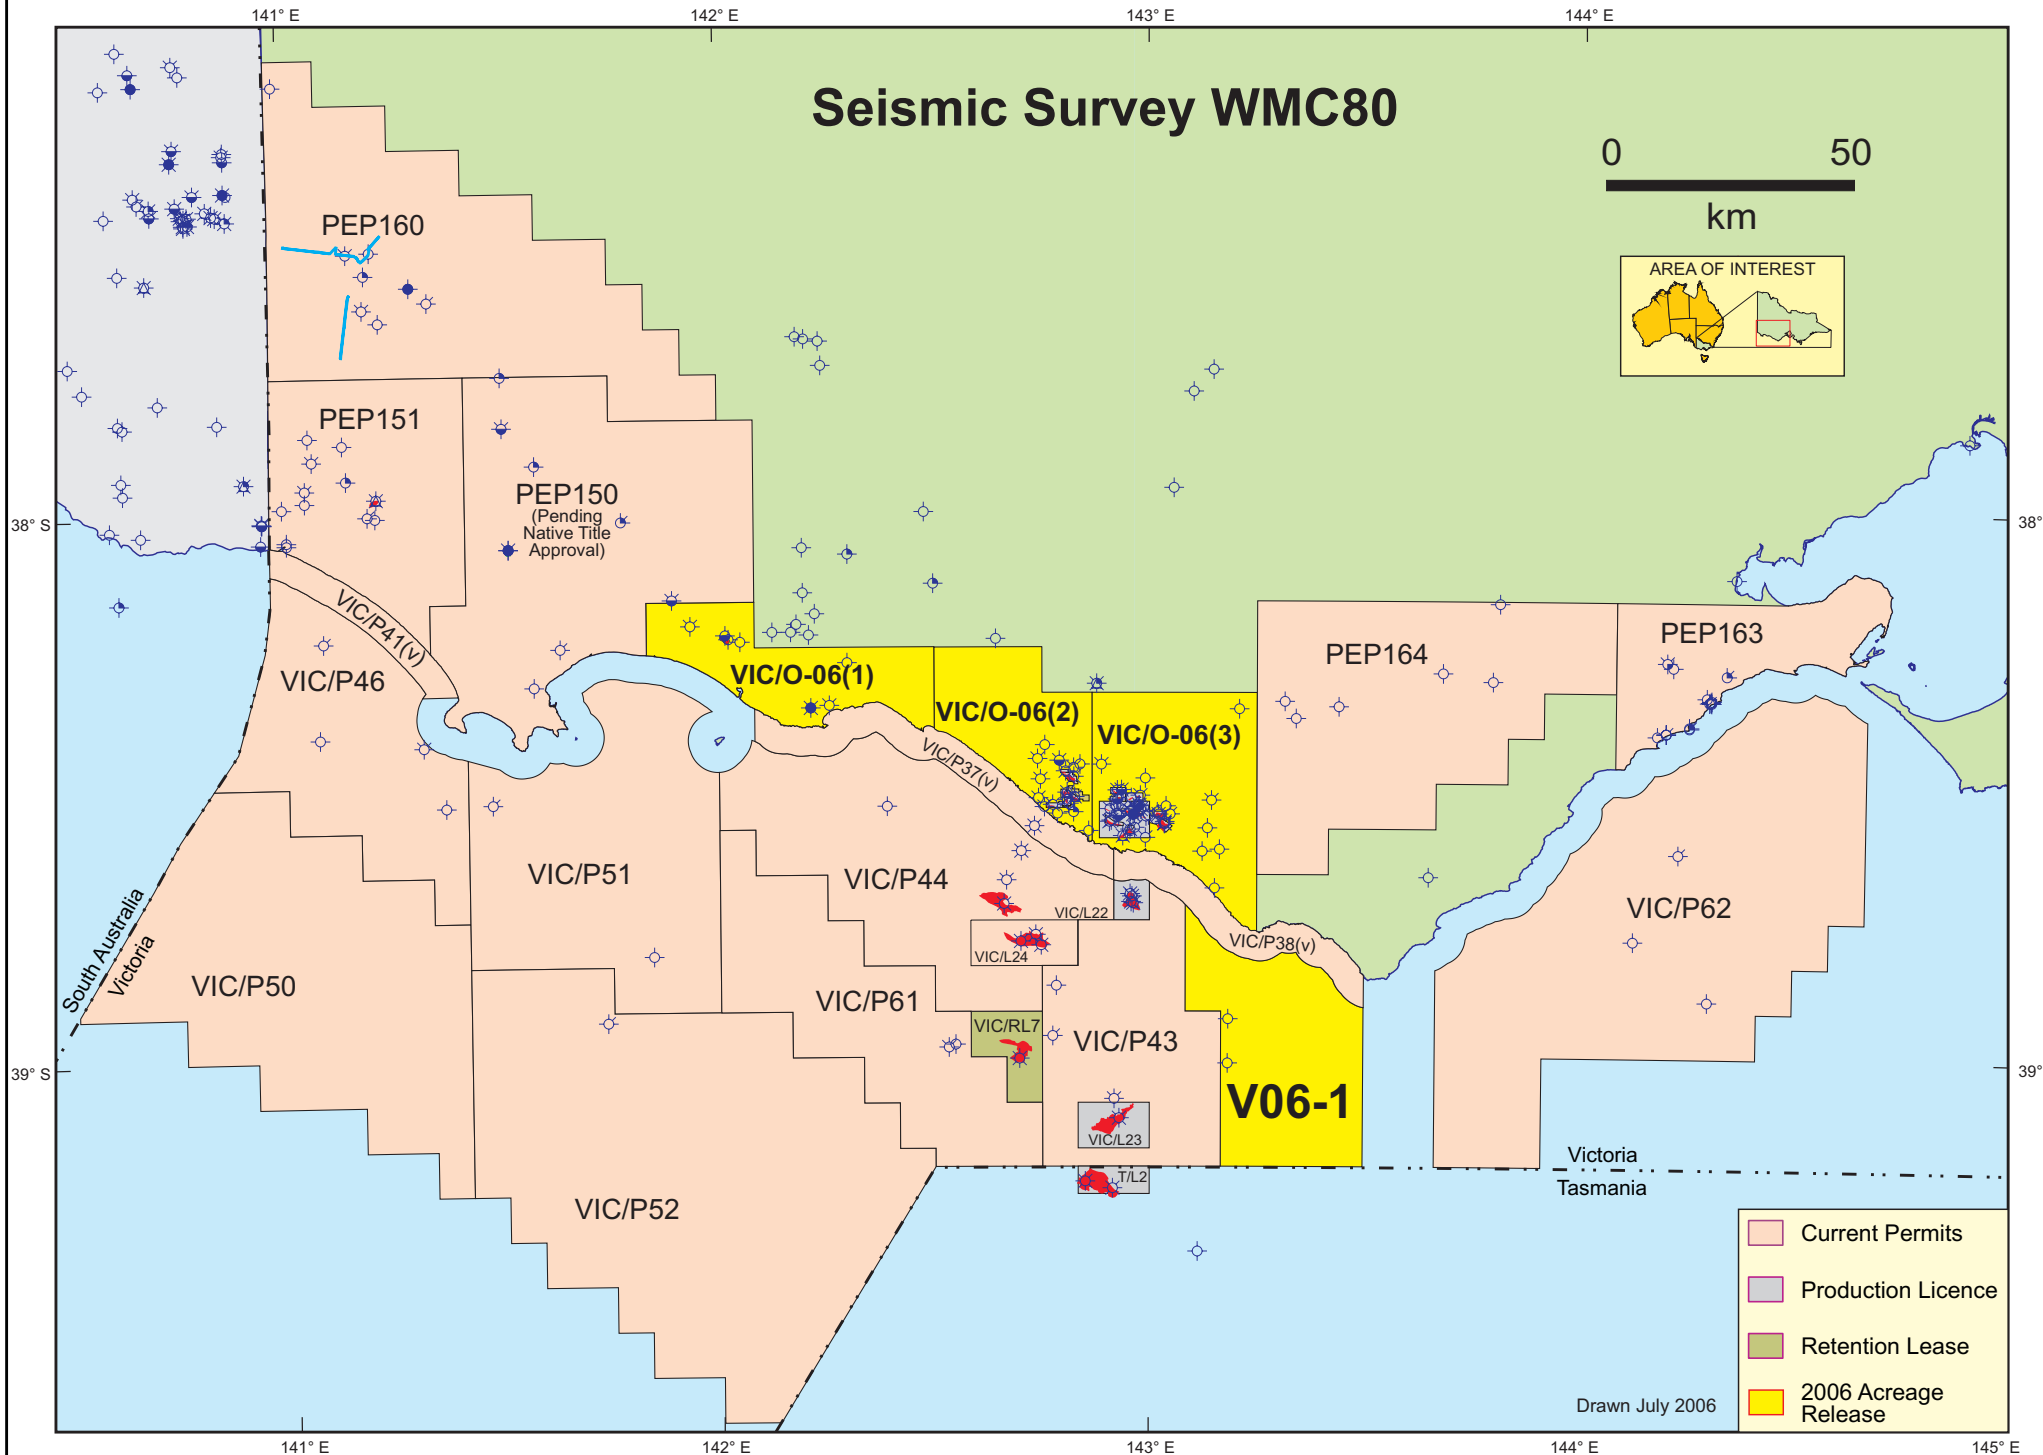 141° E
142° E
143° E
144° E
Seismic Survey WMC80
0
50
km
AREA OF INTEREST
PEP160
PEP151
PEP150
(Pending
Native Title
Approval)
38° S
38°
VIC/P41(v)
VIC/P46
VIC/O-06(1)
VIC/O-06(2)
VIC/O-06(3)
PEP164
PEP163
VIC/P37(v)
VIC/P51
VIC/P44
VIC/L22
VIC/P62
VIC/P38(v)
VIC/L24
South Australia
Victoria
VIC/P50
VIC/P61
VIC/RL7
VIC/P43
39° S
39°
V06-1
VIC/L23
T/L2
Victoria
Tasmania
VIC/P52
Current Permits
Production Licence
Retention Lease
2006 Acreage
Release
Drawn July 2006
141° E
142° E
143° E
144° E
145° E